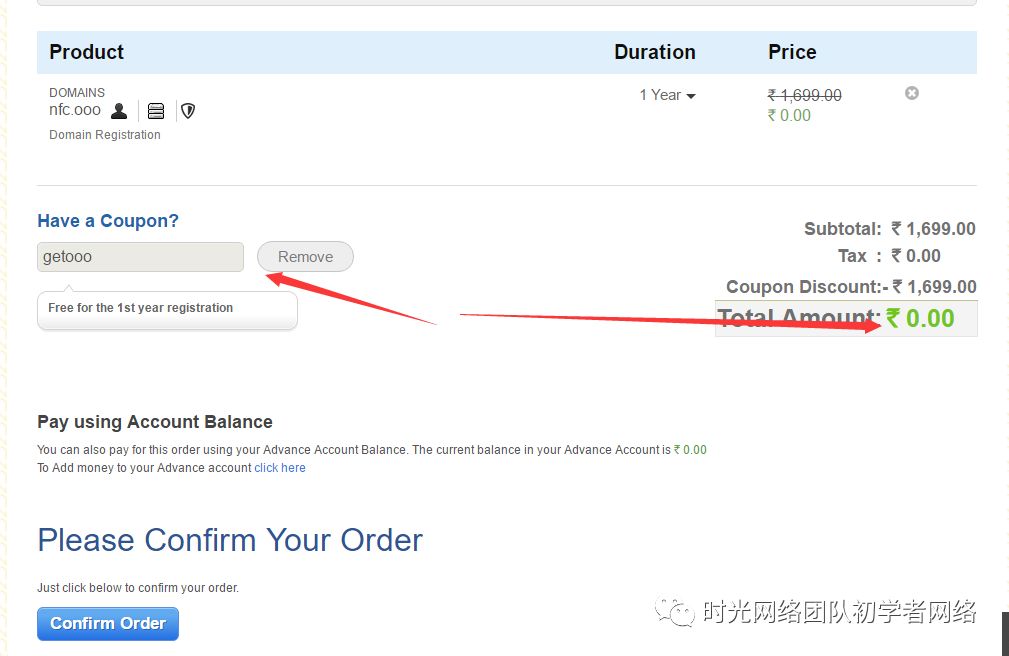 Product Duration Price
DOMAINS
nfc.ooo 1 Year ₹ 1,699.00
₹ 0.00
Domain Registration
Have a Coupon?
getooo Remove
Free for the 1st year registration
Subtotal: ₹ 1,699.00
Tax : ₹ 0.00
Coupon Discount:- ₹ 1,699.00
Total Amount: ₹ 0.00
Pay using Account Balance
You can also pay for this order using your Advance Account Balance. The current balance in your Advance Account is ₹ 0.00
To Add money to your Advance account click here
Please Confirm Your Order
Just click below to confirm your order.
Confirm Order
时光网络团队初学者网络